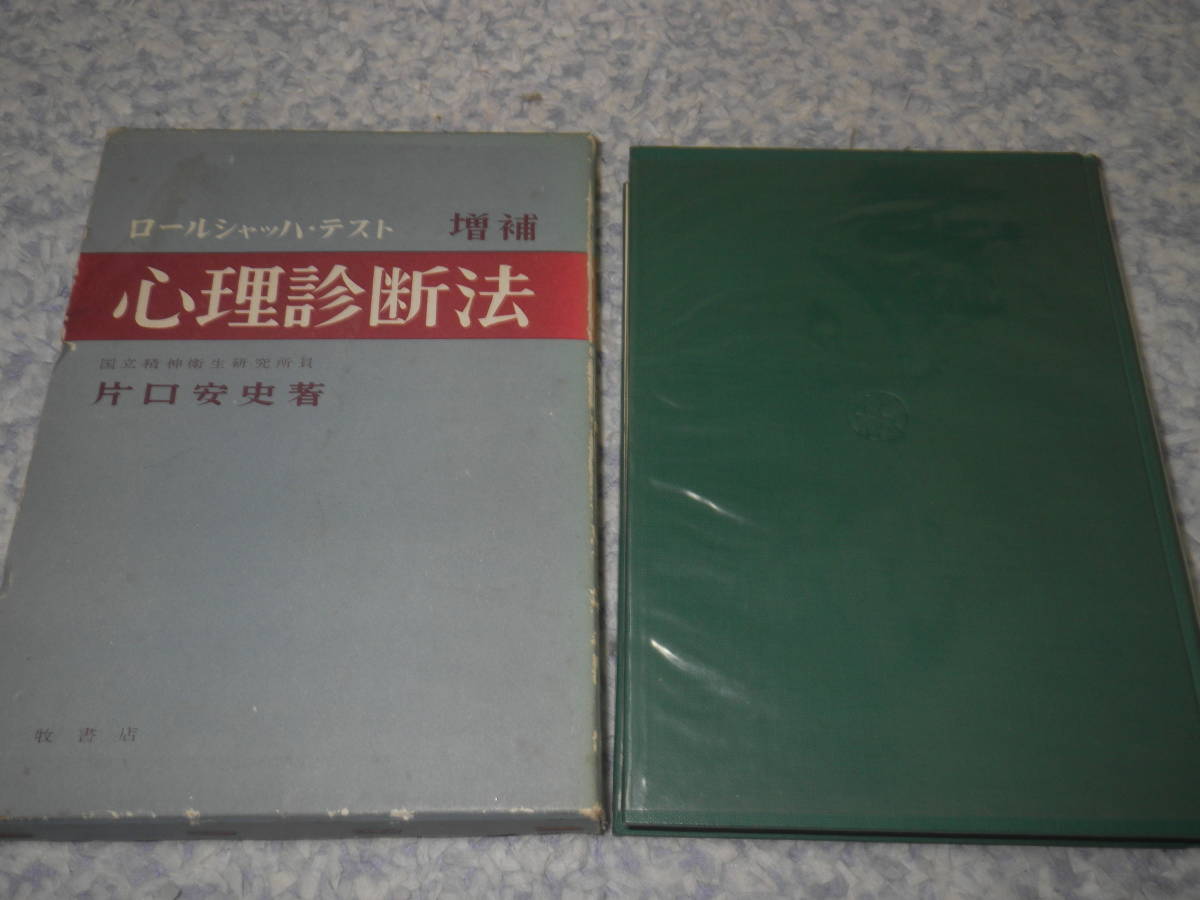 ロールシャッハ・テスト 増補
心理診断法
国立精神衛生研究所員
片口安史著
牧書店